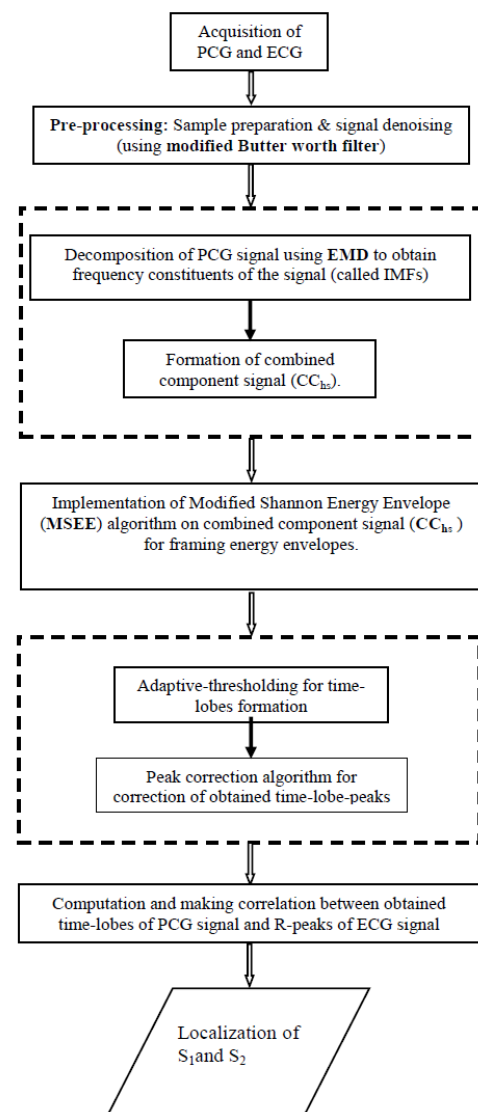 Acquisition of
PCG and ECG
Pre-processing: Sample preparation & signal denoising
(using modified Butter worth filter)
Decomposition of PCG signal using EMD to obtain
frequency constituents of the signal (called IMFs)
Formation of combined
component signal (CChs).
Implementation of Modified Shannon Energy Envelope
(MSEE) algorithm on combined component signal (CChs )
for framing energy envelopes.
Adaptive-thresholding for time-
lobes formation
Peak correction algorithm for
correction of obtained time-lobe-peaks
Computation and making correlation between obtained
time-lobes of PCG signal and R-peaks of ECG signal
Localization of
S1and S2